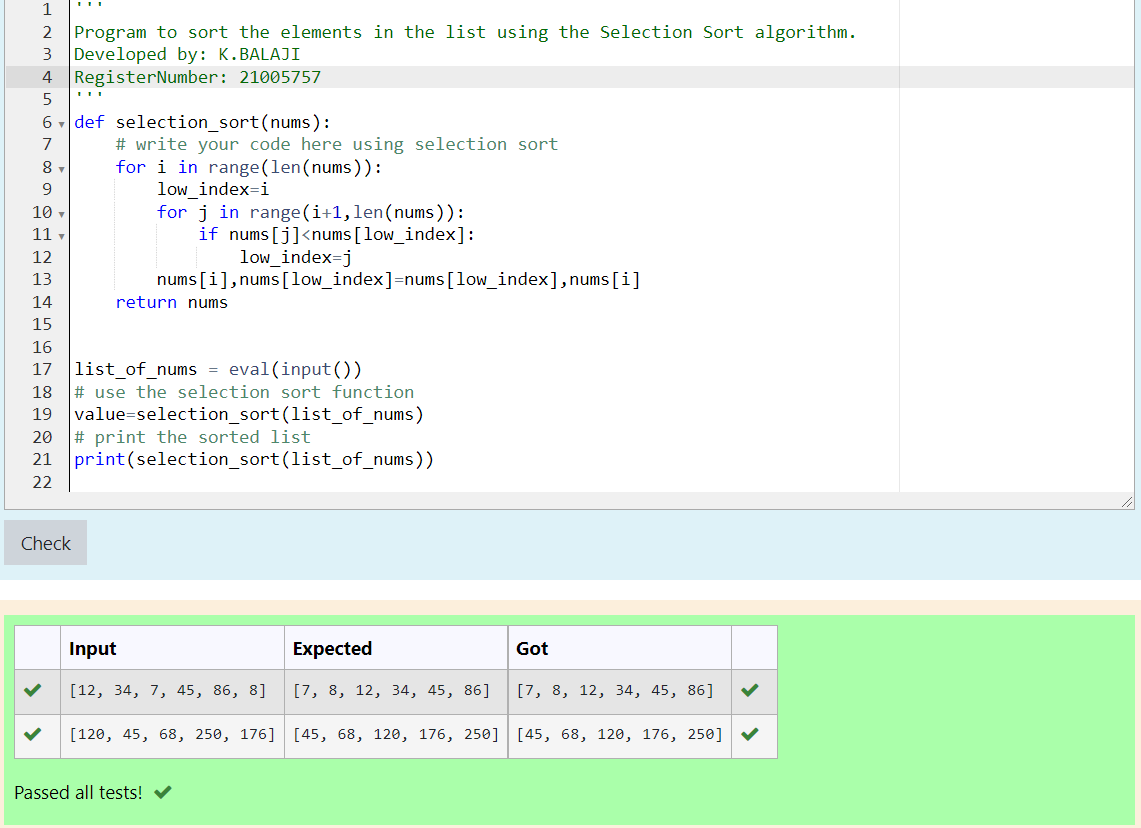 1 '''
2 Program to sort the elements in the list using the Selection Sort algorithm.
3 Developed by: K.BALAJI
4 RegisterNumber: 21005757
5 '''
6 def selection_sort(nums):
7     # write your code here using selection sort
8     for i in range(len(nums)):
9         low_index=i
10         for j in range(i+1,len(nums)):
11             if nums[j]<nums[low_index]:
12                 low_index=j
13         nums[i],nums[low_index]=nums[low_index],nums[i]
14     return nums
15
16
17 list_of_nums = eval(input())
18 # use the selection sort function
19 value=selection_sort(list_of_nums)
20 # print the sorted list
21 print(selection_sort(list_of_nums))
22
Check
Input Expected Got
[12, 34, 7, 45, 86, 8] [7, 8, 12, 34, 45, 86] [7, 8, 12, 34, 45, 86]
[120, 45, 68, 250, 176] [45, 68, 120, 176, 250] [45, 68, 120, 176, 250]
Passed all tests!